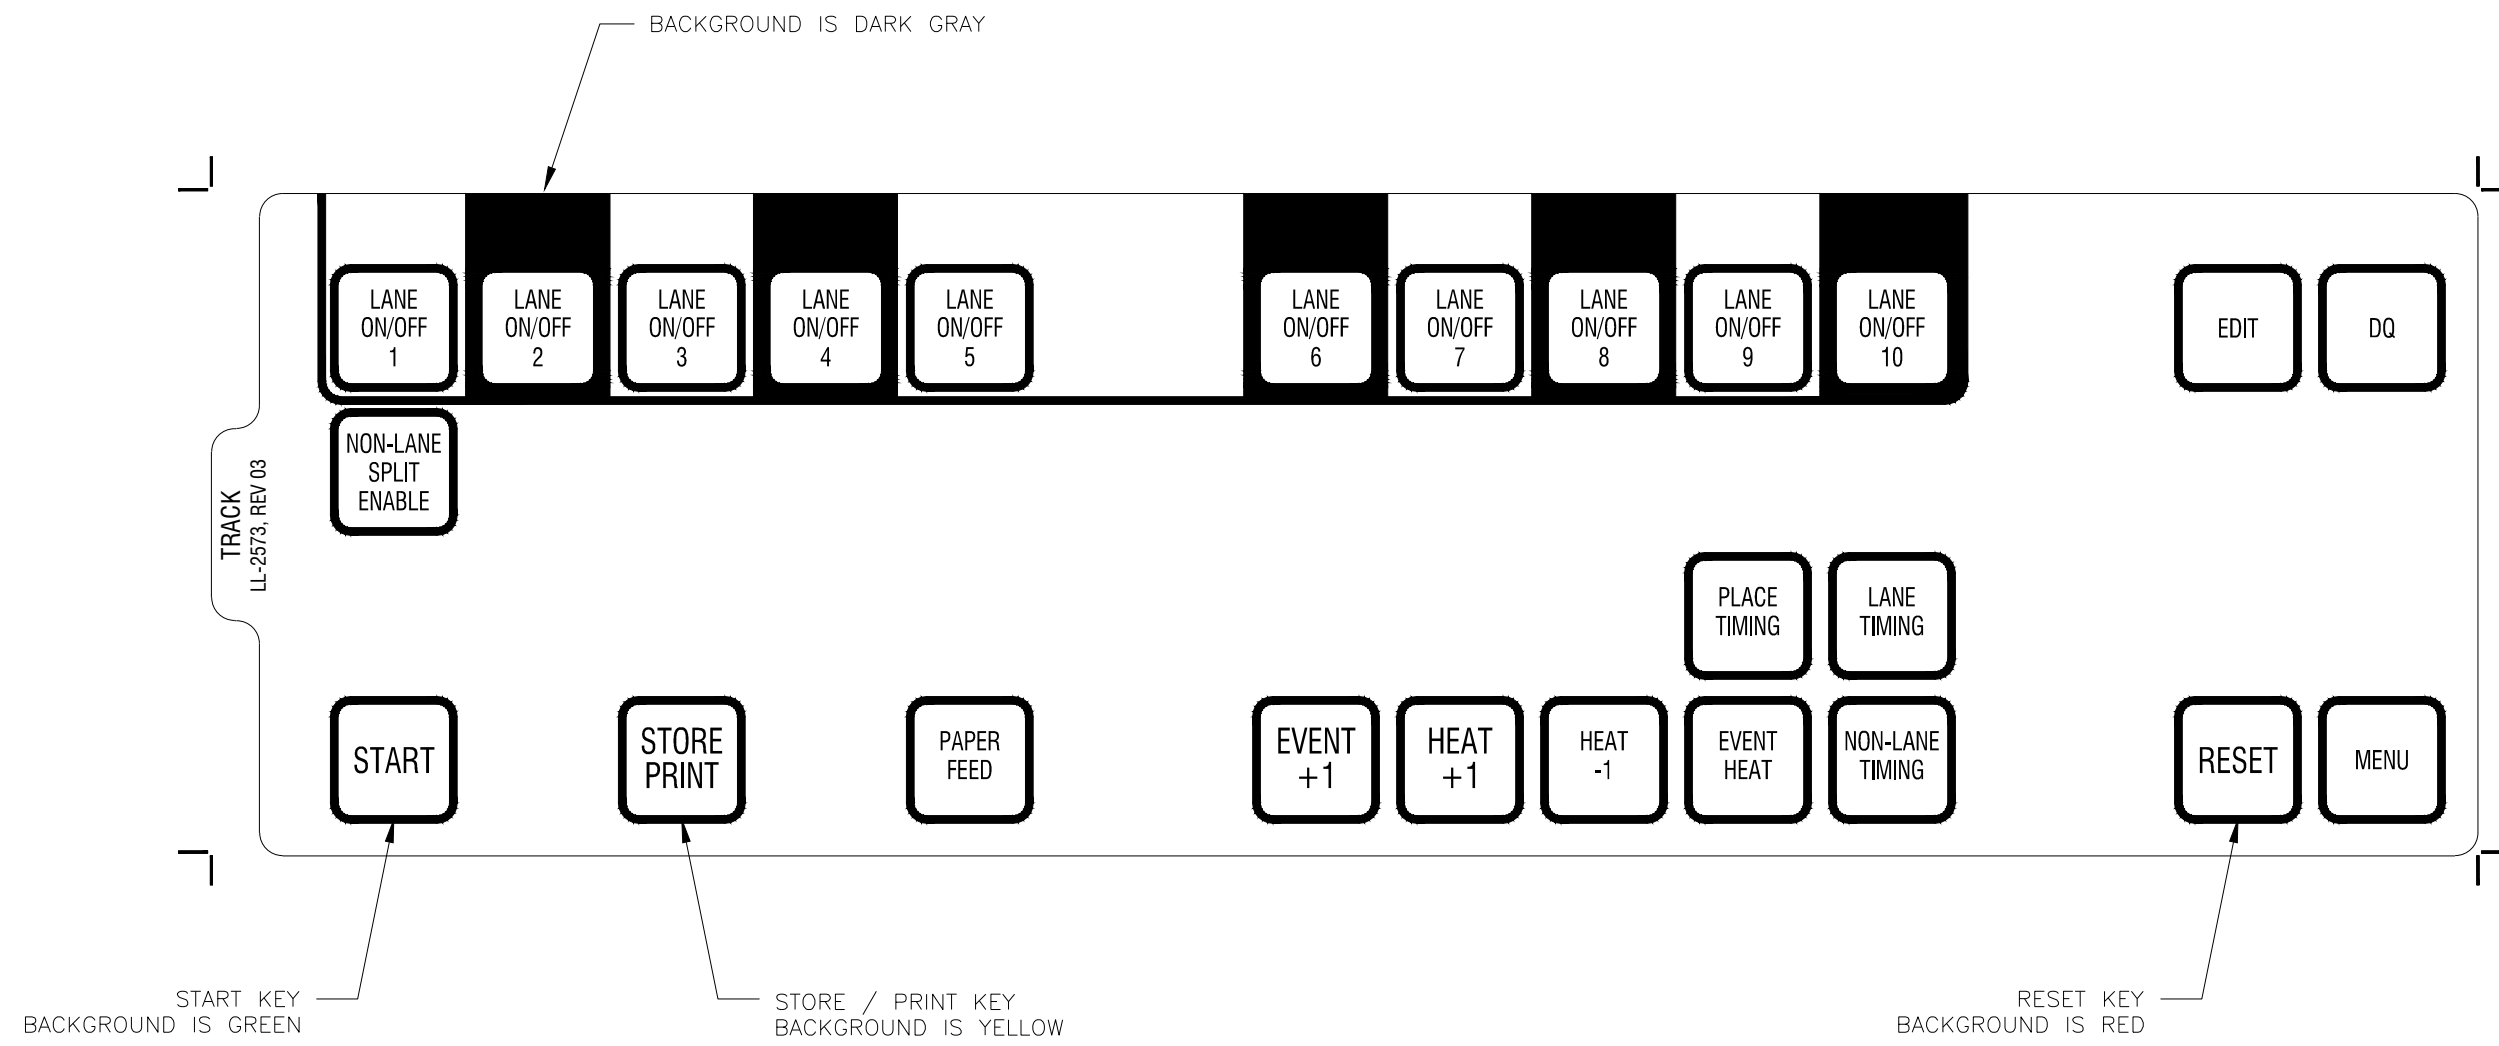 BACKGROUND IS DARK GRAY
LANE
ON/OFF
1
LANE
ON/OFF
2
LANE
ON/OFF
3
LANE
ON/OFF
4
LANE
ON/OFF
5
LANE
ON/OFF
6
LANE
ON/OFF
7
LANE
ON/OFF
8
LANE
ON/OFF
9
LANE
ON/OFF
10
EDIT
DQ
NON-LANE
SPLIT
ENABLE
TRACK
LL-2573, REV 03
PLACE
TIMING
LANE
TIMING
START
STORE
PRINT
PAPER
FEED
EVENT
+1
HEAT
+1
HEAT
-1
EVENT
HEAT
NON-LANE
TIMING
RESET
MENU
START KEY
BACKGROUND IS GREEN
STORE / PRINT KEY
BACKGROUND IS YELLOW
RESET KEY
BACKGROUND IS RED